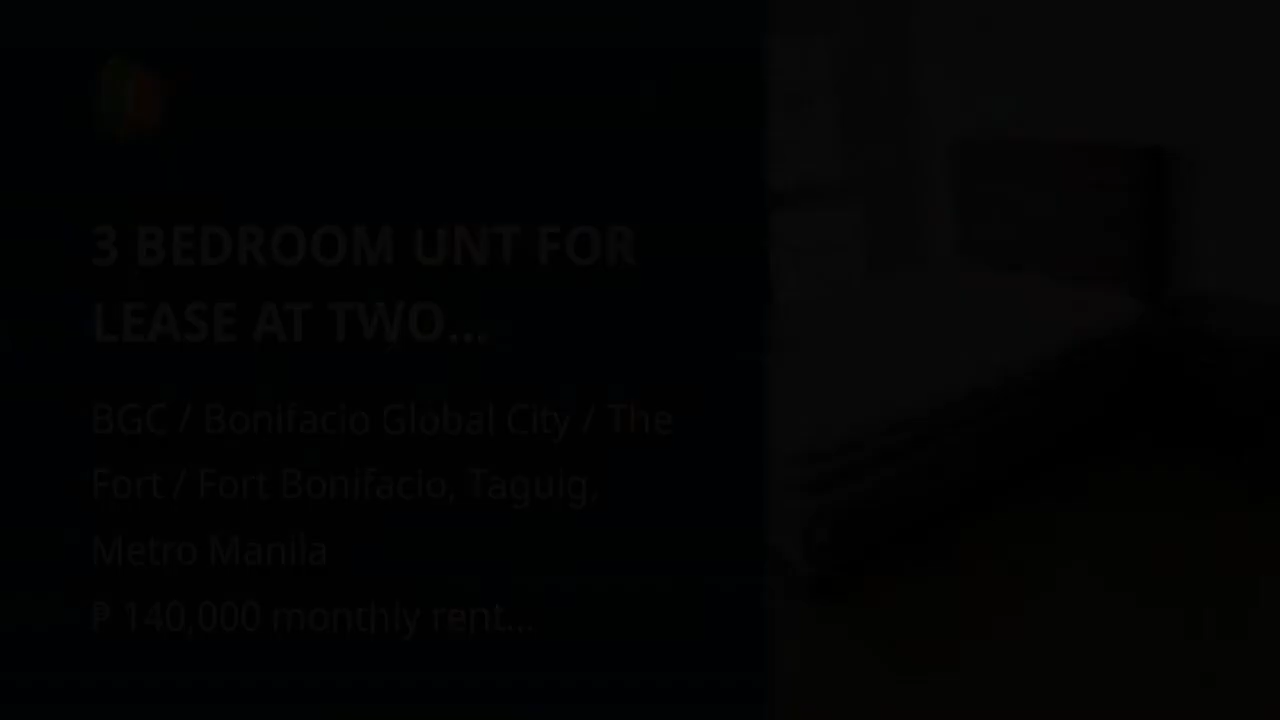 3 BEDROOM UNT FOR
LEASE AT TWO...
BGC / Bonifacio Global City / The
Fort / Fort Bonifacio, Taguig,
Metro Manila
₱ 140,000 monthly rent...